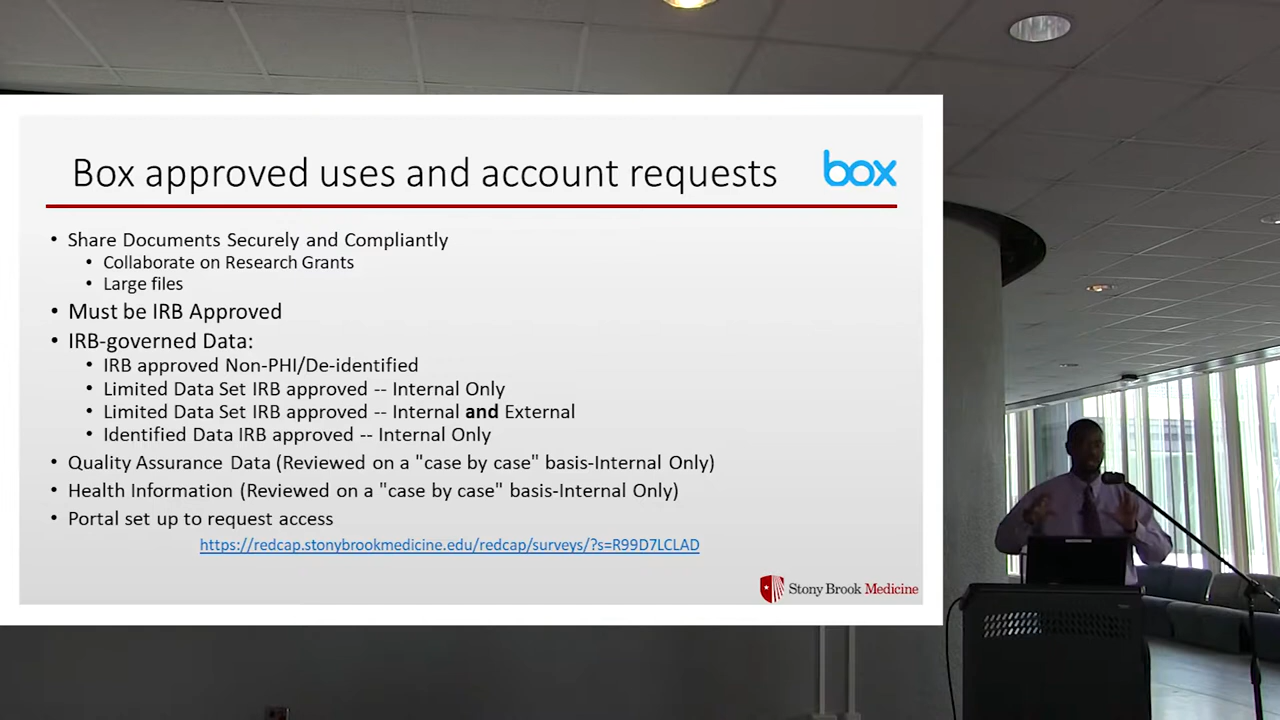 Box approved uses and account requests
box
• Share Documents Securely and Compliantly
• Collaborate on Research Grants
• Large files
• Must be IRB Approved
• IRB-governed Data:
• IRB approved Non-PHI/De-identified
• Limited Data Set IRB approved -- Internal Only
• Limited Data Set IRB approved -- Internal and External
• Identified Data IRB approved -- Internal Only
• Quality Assurance Data (Reviewed on a "case by case" basis-Internal Only)
• Health Information (Reviewed on a "case by case" basis-Internal Only)
• Portal set up to request access
https://redcap.stonybrookmedicine.edu/redcap/surveys/?s=R99D7LCLAD
Stony Brook Medicine